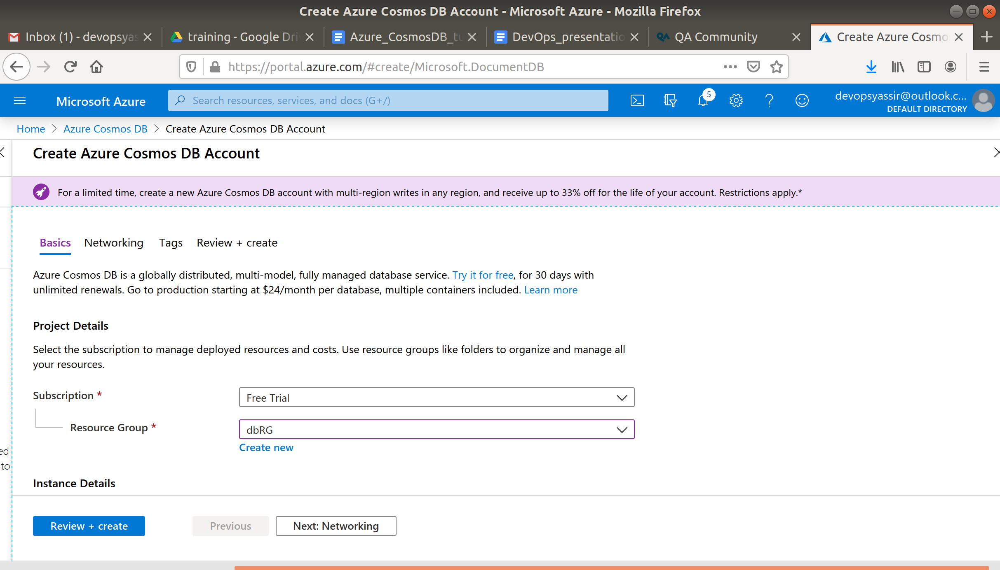 Create Azure Cosmos DB Account - Microsoft Azure - Mozilla Firefox
Inbox (1) - devopsyas
training - Google Dri
Azure_CosmosDB_tu
DevOps_presentatio
QA Community
Create Azure Cosmo
https://portal.azure.com/#create/Microsoft.DocumentDB
Microsoft Azure
Search resources, services, and docs (G+/)
5
devopsyassir@outlook.c...
DEFAULT DIRECTORY
Home > Azure Cosmos DB > Create Azure Cosmos DB Account
Create Azure Cosmos DB Account
For a limited time, create a new Azure Cosmos DB account with multi-region writes in any region, and receive up to 33% off for the life of your account. Restrictions apply.*
Basics Networking Tags Review + create
Azure Cosmos DB is a globally distributed, multi-model, fully managed database service. Try it for free, for 30 days with
unlimited renewals. Go to production starting at $24/month per database, multiple containers included. Learn more
Project Details
Select the subscription to manage deployed resources and costs. Use resource groups like folders to organize and manage all
your resources.
Subscription *
Free Trial
Resource Group *
dbRG
Create new
ed
to
Instance Details
Review + create
Previous
Next: Networking